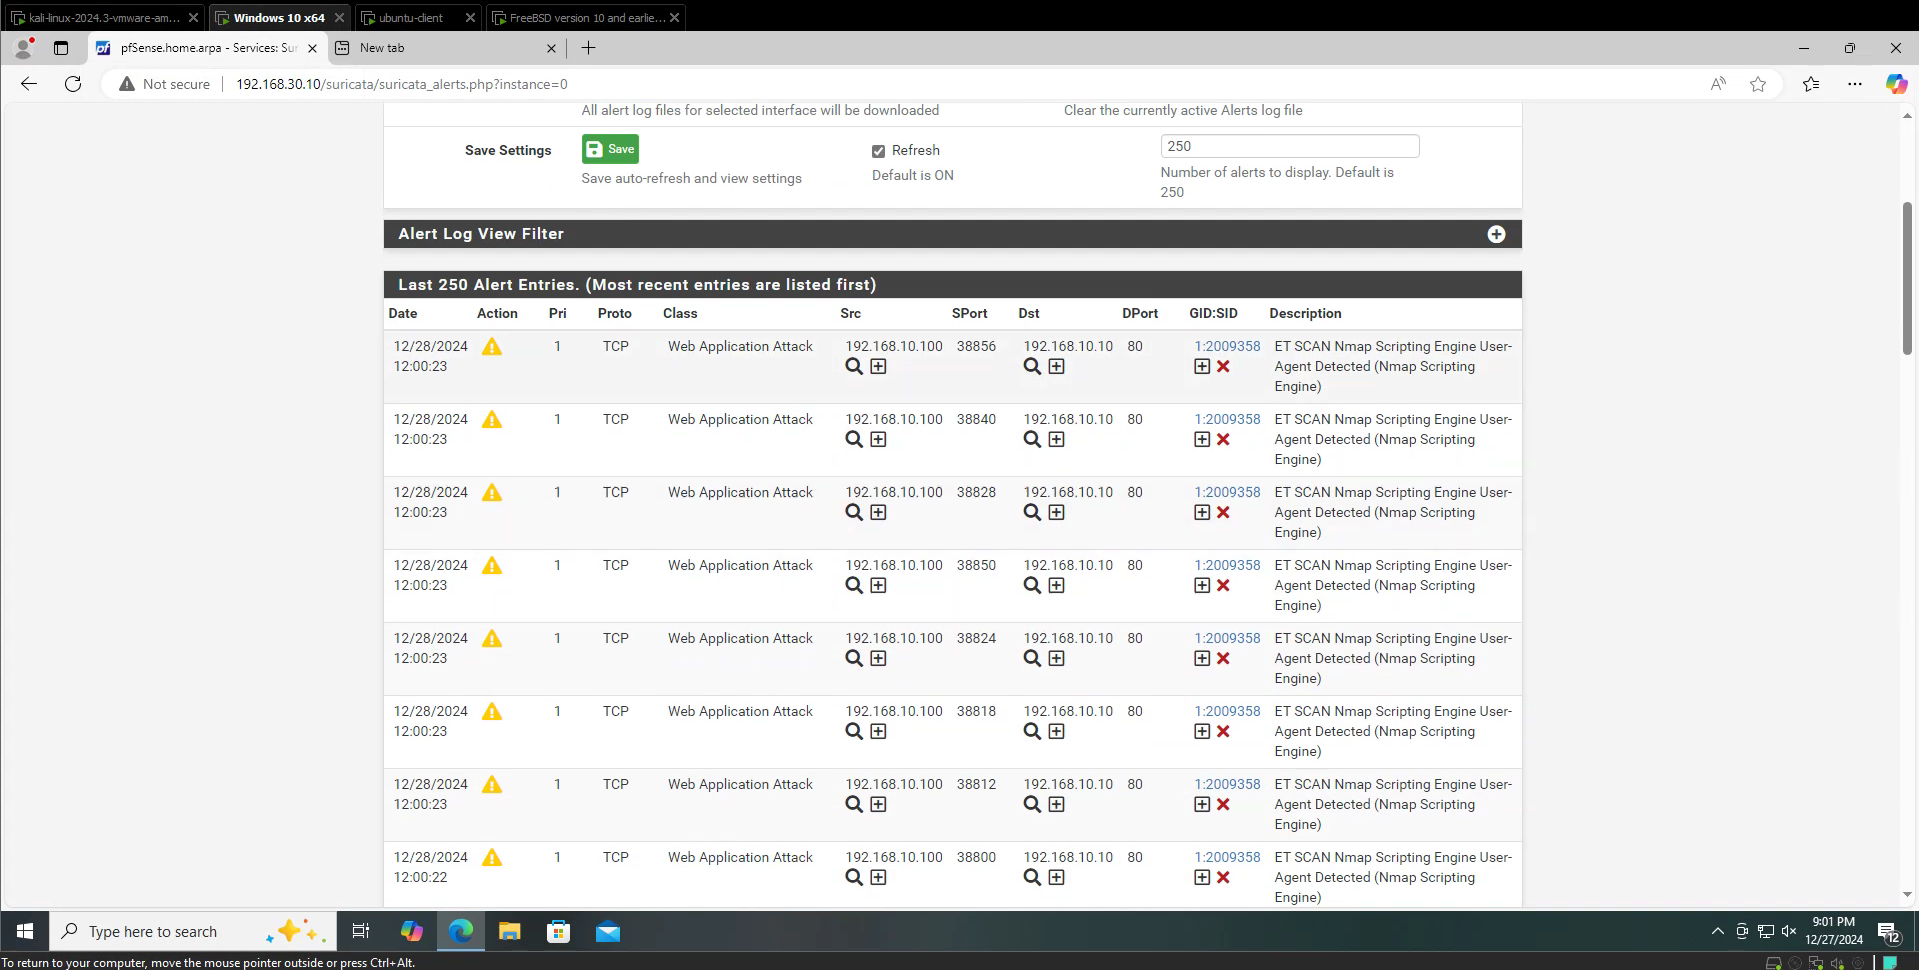 kali-linux-2024.3-vmware-am...
Windows 10 x64
ubuntu-client
FreeBSD version 10 and earlie...
pfSense.home.arpa - Services: Su
New tab
Not secure
192.168.30.10/suricata/suricata_alerts.php?instance=0
All alert log files for selected interface will be downloaded
Clear the currently active Alerts log file
Save Settings
Save
Refresh
250
Save auto-refresh and view settings
Default is ON
Number of alerts to display. Default is
250
Alert Log View Filter
Last 250 Alert Entries. (Most recent entries are listed first)
Date Action Pri Proto Class Src SPort Dst DPort GID:SID Description
12/28/2024 1 TCP Web Application Attack 192.168.10.100 38856 192.168.10.10 80 1:2009358 ET SCAN Nmap Scripting Engine User-
12:00:23 Agent Detected (Nmap Scripting
Engine)
12/28/2024 1 TCP Web Application Attack 192.168.10.100 38840 192.168.10.10 80 1:2009358 ET SCAN Nmap Scripting Engine User-
12:00:23 Agent Detected (Nmap Scripting
Engine)
12/28/2024 1 TCP Web Application Attack 192.168.10.100 38828 192.168.10.10 80 1:2009358 ET SCAN Nmap Scripting Engine User-
12:00:23 Agent Detected (Nmap Scripting
Engine)
12/28/2024 1 TCP Web Application Attack 192.168.10.100 38850 192.168.10.10 80 1:2009358 ET SCAN Nmap Scripting Engine User-
12:00:23 Agent Detected (Nmap Scripting
Engine)
12/28/2024 1 TCP Web Application Attack 192.168.10.100 38824 192.168.10.10 80 1:2009358 ET SCAN Nmap Scripting Engine User-
12:00:23 Agent Detected (Nmap Scripting
Engine)
12/28/2024 1 TCP Web Application Attack 192.168.10.100 38818 192.168.10.10 80 1:2009358 ET SCAN Nmap Scripting Engine User-
12:00:23 Agent Detected (Nmap Scripting
Engine)
12/28/2024 1 TCP Web Application Attack 192.168.10.100 38812 192.168.10.10 80 1:2009358 ET SCAN Nmap Scripting Engine User-
12:00:23 Agent Detected (Nmap Scripting
Engine)
12/28/2024 1 TCP Web Application Attack 192.168.10.100 38800 192.168.10.10 80 1:2009358 ET SCAN Nmap Scripting Engine User-
12:00:22 Agent Detected (Nmap Scripting
Engine)
Type here to search
9:01 PM
12/27/2024
12
To return to your computer, move the mouse pointer outside or press Ctrl+Alt.